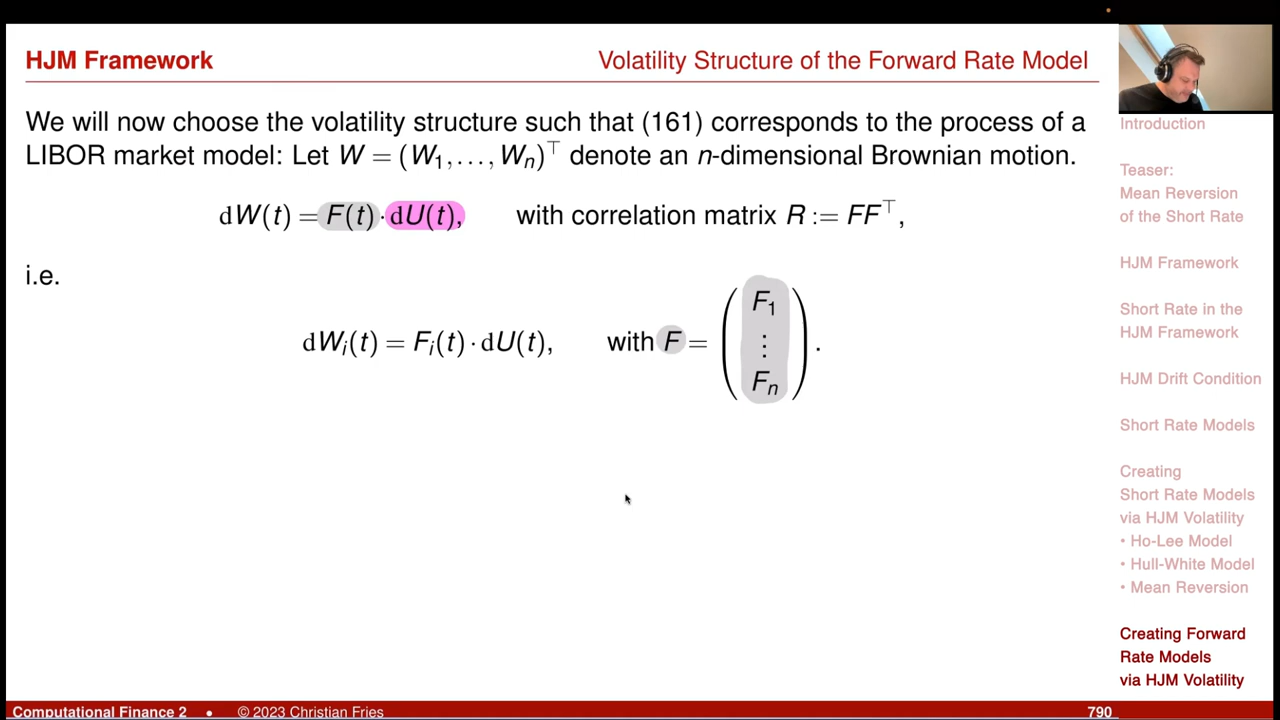 HJM Framework
Volatility Structure of the Forward Rate Model
We will now choose the volatility structure such that (161) corresponds to the process of a
LIBOR market model: Let W = (W₁,…, Wₙ)ᵀ denote an n-dimensional Brownian motion.
dW(t) = F(t) · dU(t), with correlation matrix R := FFᵀ,
i.e.
dWᵢ(t) = Fᵢ(t) · dU(t), with F = ( F₁ ⋮ Fₙ ) .
Introduction
Teaser:
Mean Reversion
of the Short Rate
HJM Framework
Short Rate in the
HJM Framework
HJM Drift Condition
Short Rate Models
Creating
Short Rate Models
via HJM Volatility
• Ho-Lee Model
• Hull-White Model
• Mean Reversion
Creating Forward
Rate Models
via HJM Volatility
Computational Finance 2 • © 2023 Christian Fries
790